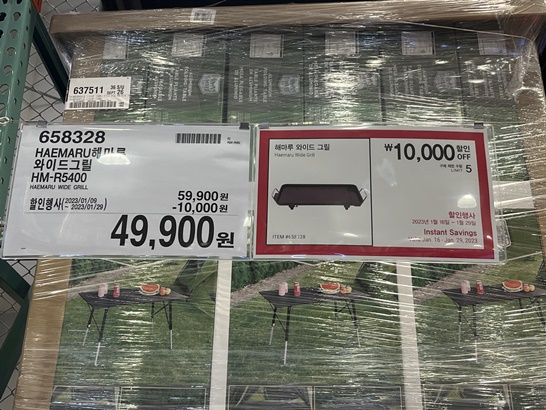 637511
658328
HAEMARU해마루
와이드그릴
HM-R5400
HAEMARU WIDE GRILL
59,900원
할인행사(~2023/01/09 ~2023/01/29)
-10,000원
49,900원
해마루 와이드 그릴
Haemaru Wide Grill
ITEM #658328
₩10,000 할인 OFF
LIMIT 5
할인행사
2023년 1월 16일 ~ 1월 29일
Instant Savings
Jan. 16 - Jan. 29, 2023